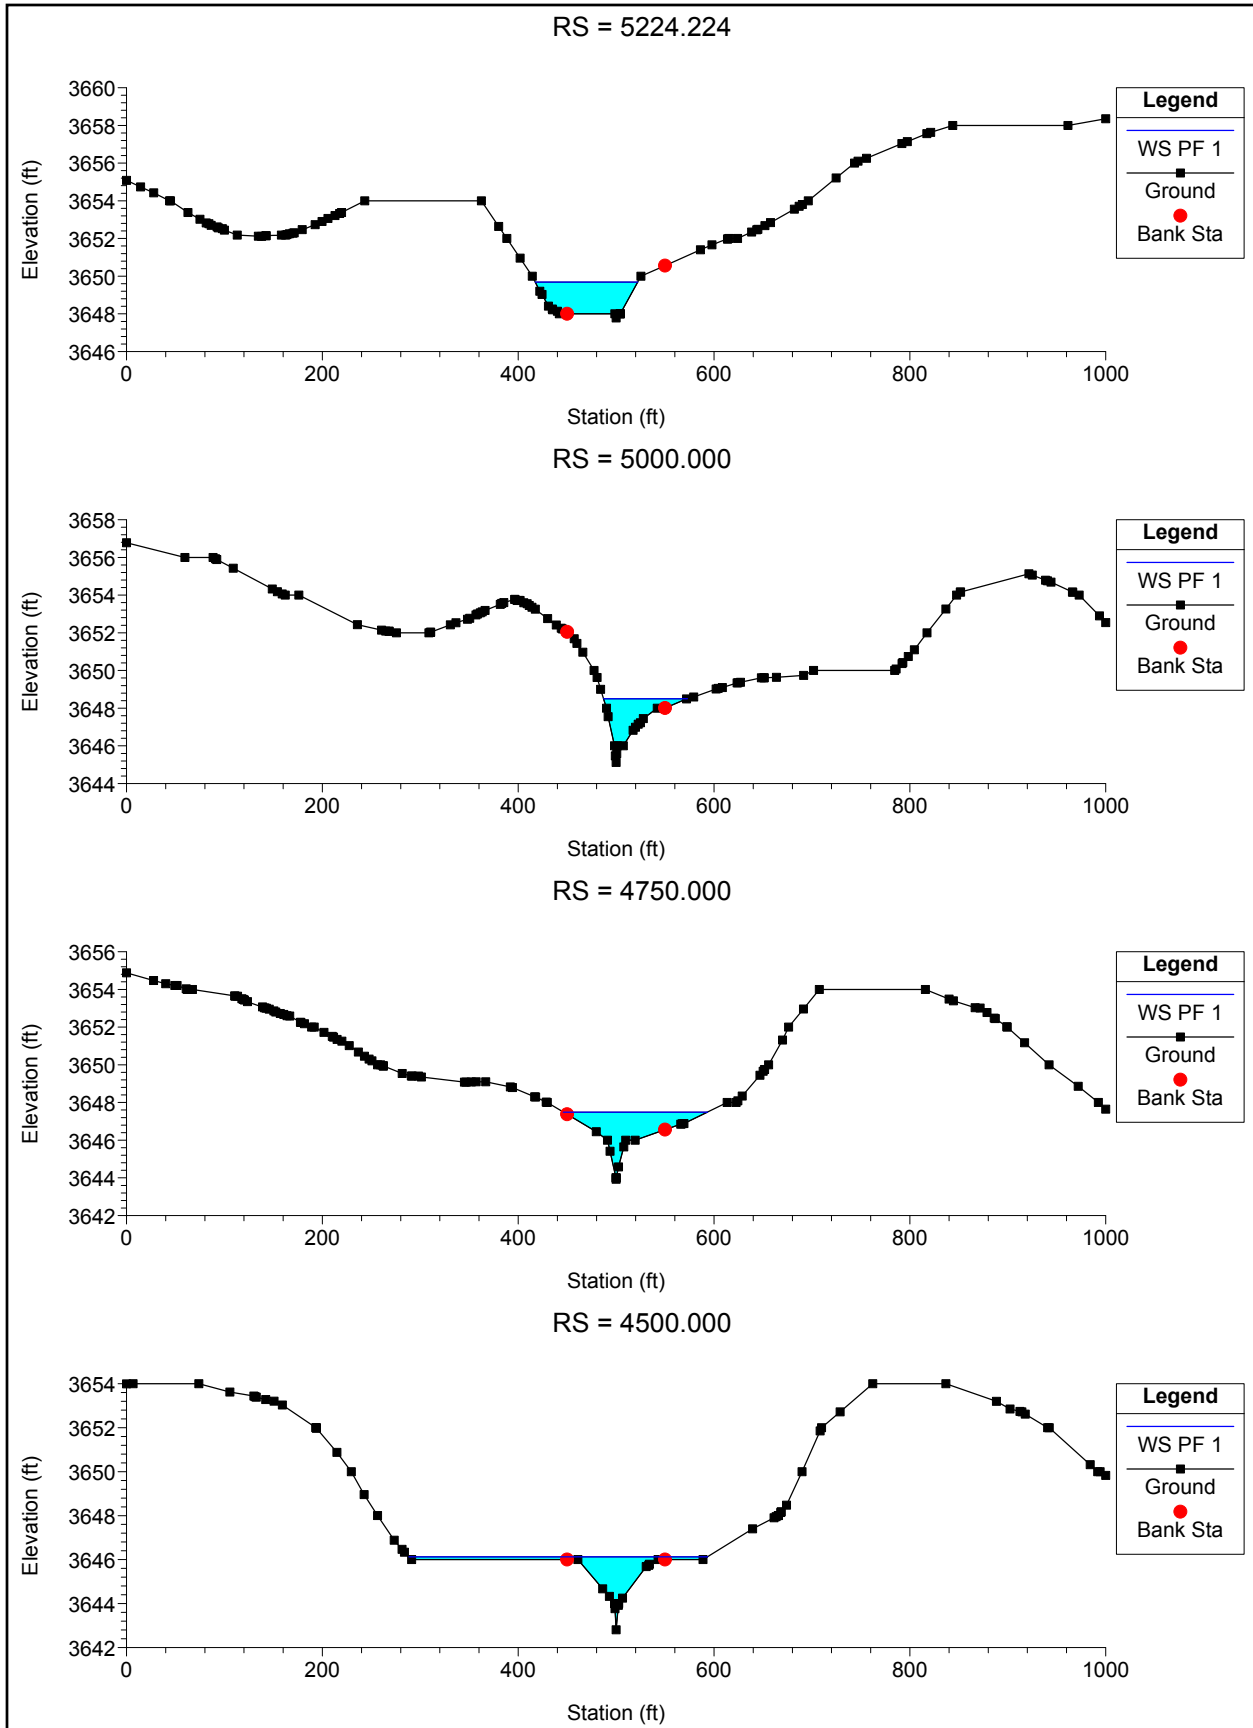 RS = 5224.224
3660
3658
3656
3654
3652
3650
3648
3646
Elevation (ft)
0 200 400 600 800 1000
Station (ft)
Legend
WS PF 1
Ground
Bank Sta
RS = 5000.000
3658
3656
3654
3652
3650
3648
3646
3644
Elevation (ft)
0 200 400 600 800 1000
Station (ft)
Legend
WS PF 1
Ground
Bank Sta
RS = 4750.000
3656
3654
3652
3650
3648
3646
3644
3642
Elevation (ft)
0 200 400 600 800 1000
Station (ft)
Legend
WS PF 1
Ground
Bank Sta
RS = 4500.000
3654
3652
3650
3648
3646
3644
3642
Elevation (ft)
0 200 400 600 800 1000
Station (ft)
Legend
WS PF 1
Ground
Bank Sta